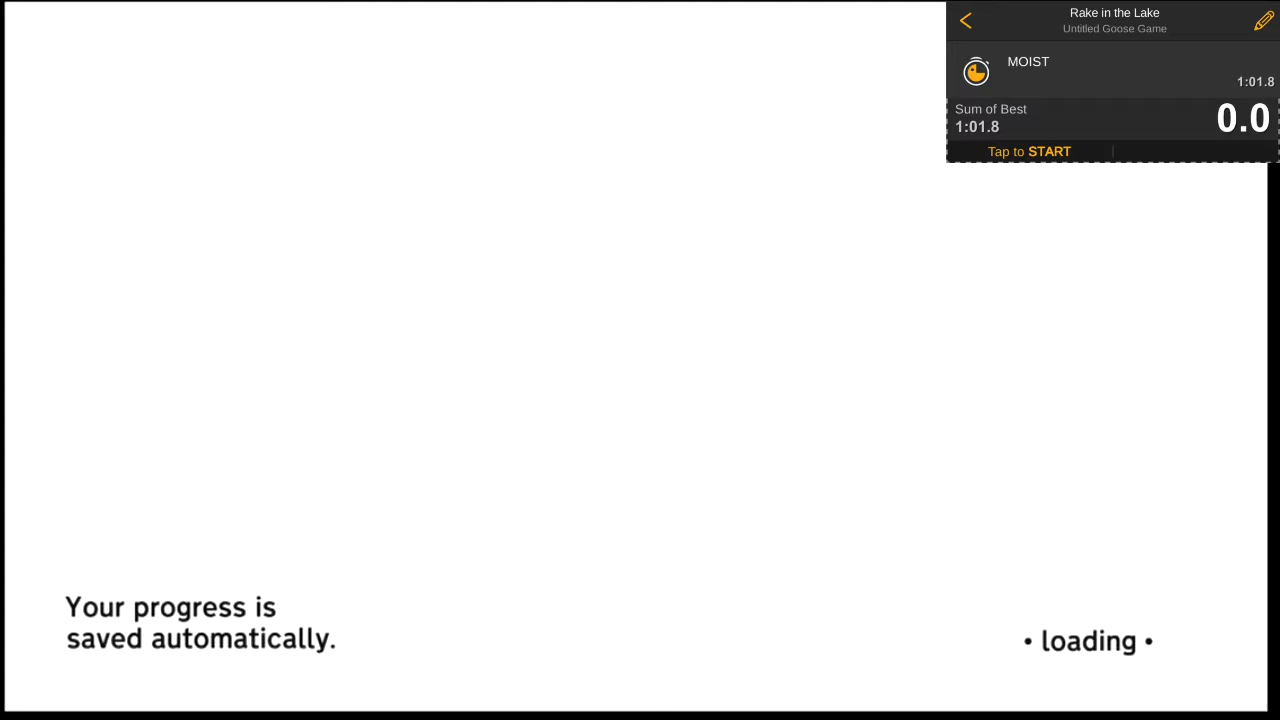 Rake in the Lake
Untitled Goose Game
MOIST
1:01.8
Sum of Best
1:01.8
0.0
Tap to START
Your progress is
saved automatically.
• loading •